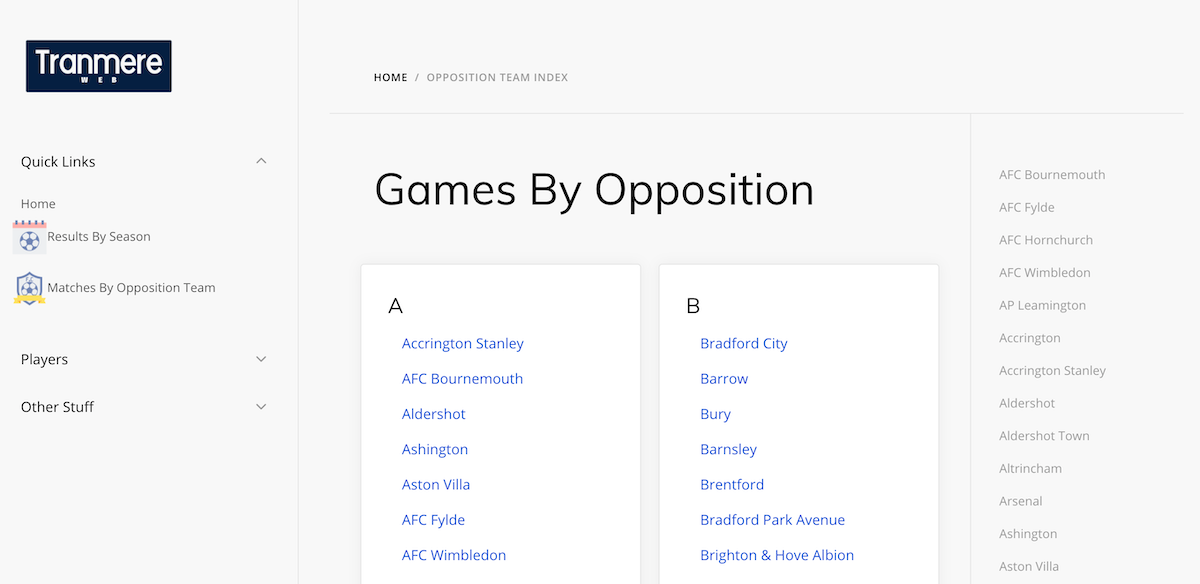 Tranmere
WEB
Quick Links
Home
Results By Season
Matches By Opposition Team
Players
Other Stuff
HOME / OPPOSITION TEAM INDEX
Games By Opposition
A
Accrington Stanley
AFC Bournemouth
Aldershot
Ashington
Aston Villa
AFC Fylde
AFC Wimbledon
B
Bradford City
Barrow
Bury
Barnsley
Brentford
Bradford Park Avenue
Brighton & Hove Albion
AFC Bournemouth
AFC Fylde
AFC Hornchurch
AFC Wimbledon
AP Leamington
Accrington
Accrington Stanley
Aldershot
Aldershot Town
Altrincham
Arsenal
Ashington
Aston Villa